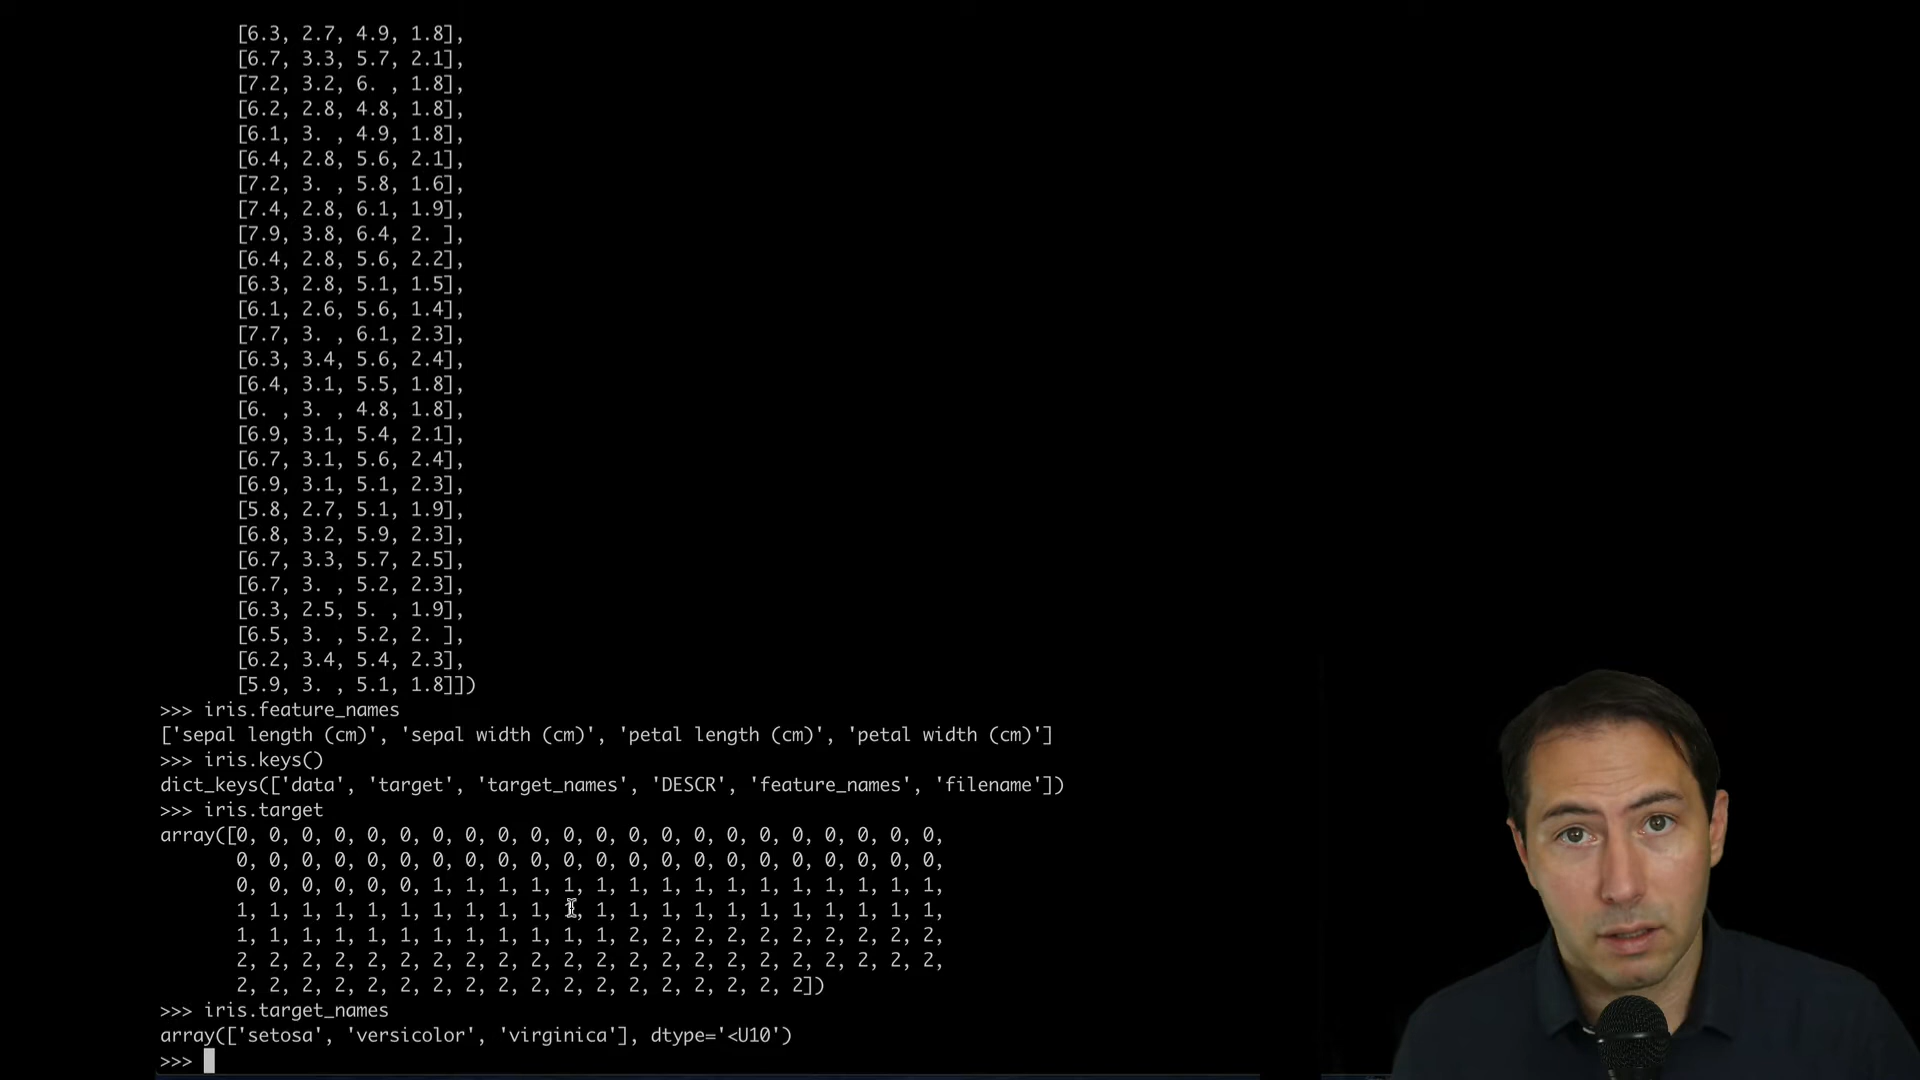 [6.3, 2.7, 4.9, 1.8],
[6.7, 3.3, 5.7, 2.1],
[7.2, 3.2, 6. , 1.8],
[6.2, 2.8, 4.8, 1.8],
[6.1, 3. , 4.9, 1.8],
[6.4, 2.8, 5.6, 2.1],
[7.2, 3. , 5.8, 1.6],
[7.4, 2.8, 6.1, 1.9],
[7.9, 3.8, 6.4, 2. ],
[6.4, 2.8, 5.6, 2.2],
[6.3, 2.8, 5.1, 1.5],
[6.1, 2.6, 5.6, 1.4],
[7.7, 3. , 6.1, 2.3],
[6.3, 3.4, 5.6, 2.4],
[6.4, 3.1, 5.5, 1.8],
[6. , 3. , 4.8, 1.8],
[6.9, 3.1, 5.4, 2.1],
[6.7, 3.1, 5.6, 2.4],
[6.9, 3.1, 5.1, 2.3],
[5.8, 2.7, 5.1, 1.9],
[6.8, 3.2, 5.9, 2.3],
[6.7, 3.3, 5.7, 2.5],
[6.7, 3. , 5.2, 2.3],
[6.3, 2.5, 5. , 1.9],
[6.5, 3. , 5.2, 2. ],
[6.2, 3.4, 5.4, 2.3],
[5.9, 3. , 5.1, 1.8]])
>>> iris.feature_names
['sepal length (cm)', 'sepal width (cm)', 'petal length (cm)', 'petal width (cm)']
>>> iris.keys()
dict_keys(['data', 'target', 'target_names', 'DESCR', 'feature_names', 'filename'])
>>> iris.target
array([0, 0, 0, 0, 0, 0, 0, 0, 0, 0, 0, 0, 0, 0, 0, 0, 0, 0, 0, 0, 0, 0,
0, 0, 0, 0, 0, 0, 0, 0, 0, 0, 0, 0, 0, 0, 0, 0, 0, 0, 0, 0, 0, 0,
0, 0, 0, 0, 0, 0, 1, 1, 1, 1, 1, 1, 1, 1, 1, 1, 1, 1, 1, 1, 1, 1,
1, 1, 1, 1, 1, 1, 1, 1, 1, 1, 1, 1, 1, 1, 1, 1, 1, 1, 1, 1, 1, 1,
1, 1, 1, 1, 1, 1, 1, 1, 1, 1, 1, 1, 2, 2, 2, 2, 2, 2, 2, 2, 2, 2,
2, 2, 2, 2, 2, 2, 2, 2, 2, 2, 2, 2, 2, 2, 2, 2, 2, 2, 2, 2, 2, 2,
2, 2, 2, 2, 2, 2, 2, 2, 2, 2, 2, 2, 2, 2, 2, 2, 2, 2])
>>> iris.target_names
array(['setosa', 'versicolor', 'virginica'], dtype='<U10')
>>>